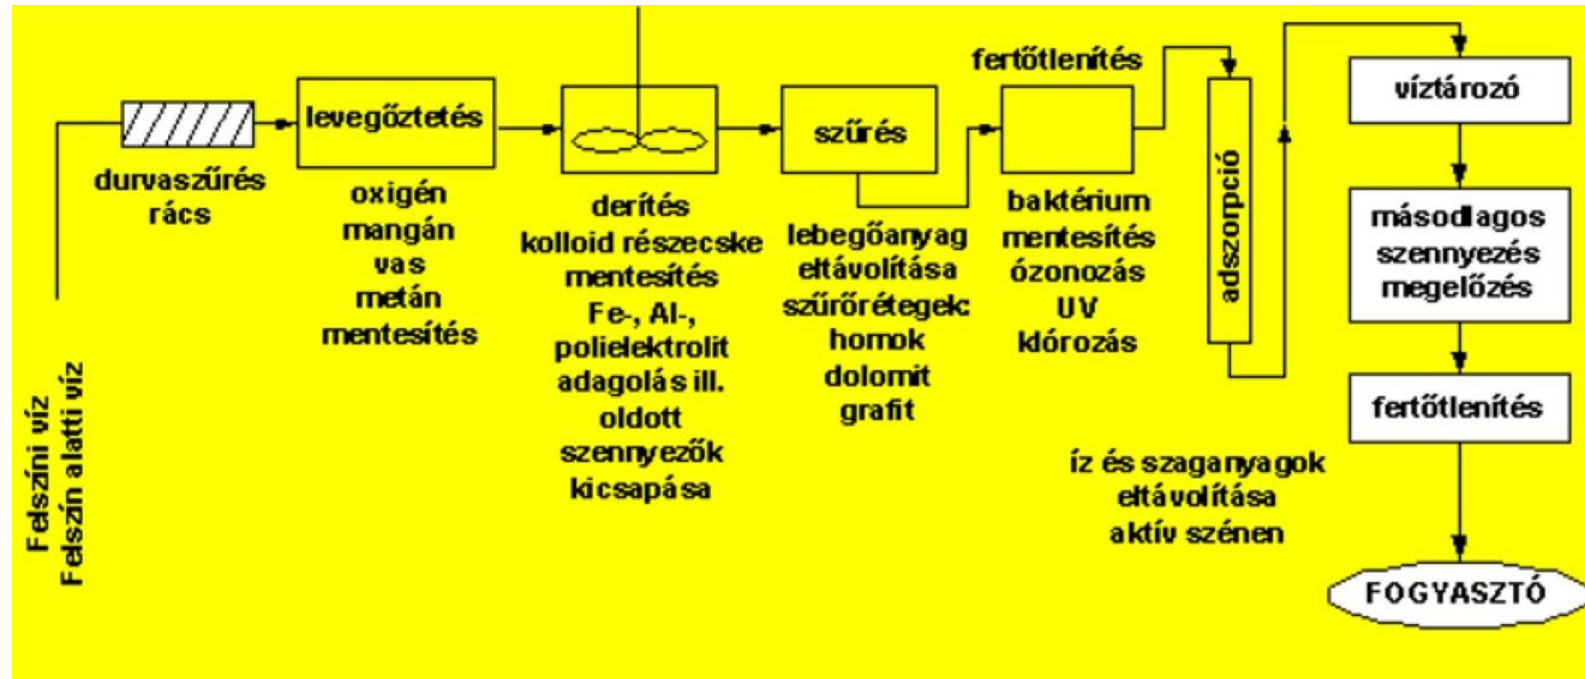 Felszíni víz
Felszín alatti víz
durvaszűrés
rács
levegőztetés
oxigén
mangán
vas
metán
mentesítés
derítés
kolloid részecske
mentesítés
Fe-, Al-,
polielektrolit
adagolás ill.
oldott
szennyezők
kicsapása
szűrés
lebegőanyag
eltávolítása
szűrőrétegek:
homok
dolomit
grafit
fertőtlenítés
baktérium
mentesítés
ózonozás
UV
klórozás
adszorpció
íz és szaganyagok
eltávolítása
aktív szénen
víztározó
másodlagos
szennyezés
megelőzés
fertőtlenítés
FOGYASZTÓ